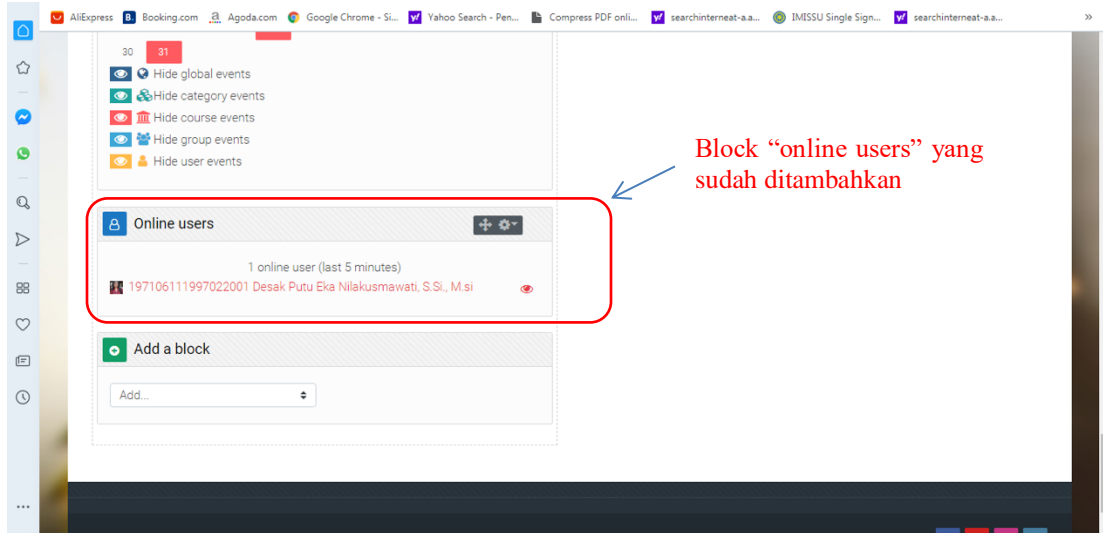 AliExpress B. Booking.com a Agoda.com Google Chrome - Si... y! Yahoo Search - Pen... Compress PDF onli... y! searchinterneat-a.a... IMISSU Single Sign... y! searchinterneat-a.a... »
30 31
Hide global events
Hide category events
Hide course events
Hide group events
Hide user events
Block “online users” yang
sudah ditambahkan
Online users
1 online user (last 5 minutes)
197106111997022001 Desak Putu Eka Nilakusmawati, S.Si., M.si
Add a block
Add...